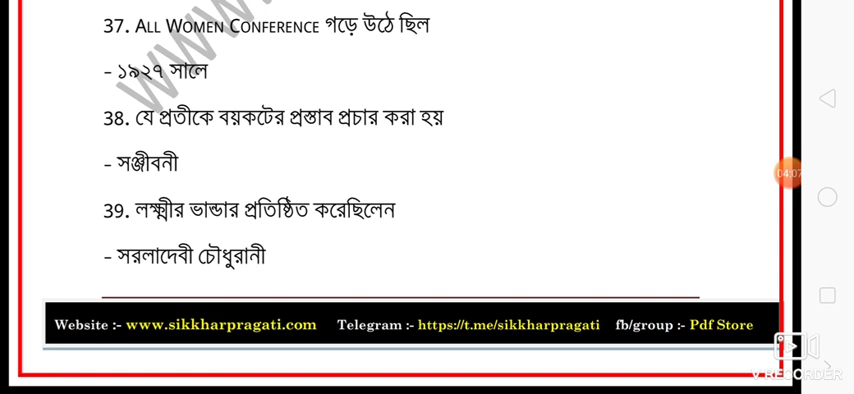 37. ALL WOMEN CONFERENCE গড়ে উঠে ছিল
- ১৯২৭ সালে
38. যে প্রতীকে বয়কটের প্রস্তাব প্রচার করা হয়
- সঞ্জীবনী
39. লক্ষ্মীর ভান্ডার প্রতিষ্ঠিত করেছিলেন
- সরলাদেবী চৌধুরানী
04:07
Website :- www.sikkharpragati.com Telegram :- https://t.me/sikkharpragati fb/group :- Pdf Store
V RECORDER